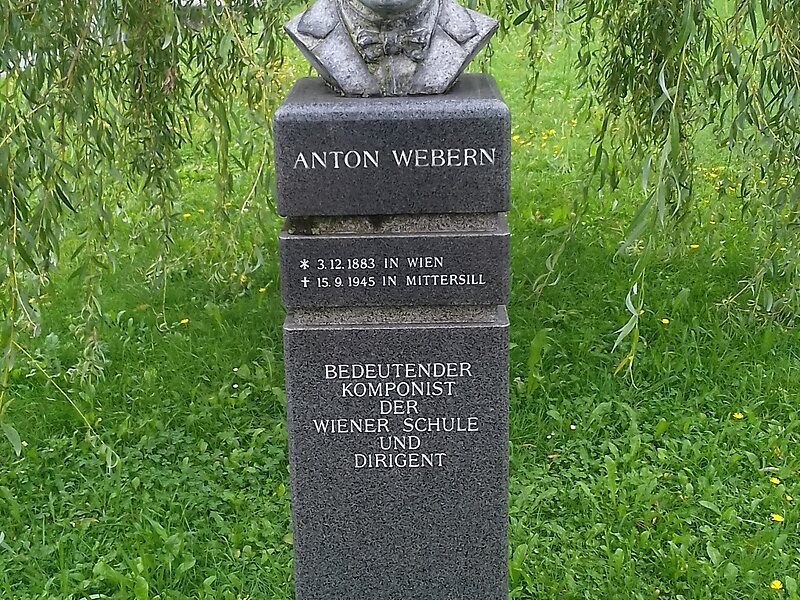 ANTON WEBERN
* 3.12.1883 IN WIEN
† 15.9.1945 IN MITTERSILL
BEDEUTENDER
KOMPONIST
DER
WIENER SCHULE
UND
DIRIGENT